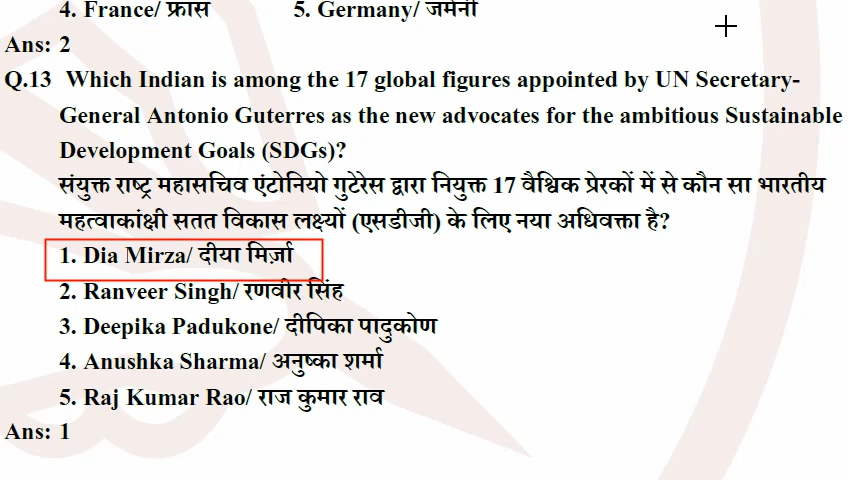 4. France/ फ्रांस 5. Germany/ जर्मनी
Ans: 2
Q.13 Which Indian is among the 17 global figures appointed by UN Secretary-
General Antonio Guterres as the new advocates for the ambitious Sustainable
Development Goals (SDGs)?
संयुक्त राष्ट्र महासचिव एंटोनियो गुटेरेस द्वारा नियुक्त 17 वैश्विक प्रेरकों में से कौन सा भारतीय
महत्वाकांक्षी सतत विकास लक्ष्यों (एसडीजी) के लिए नया अधिवक्ता है?
1. Dia Mirza/ दीया मिर्ज़ा
2. Ranveer Singh/ रणवीर सिंह
3. Deepika Padukone/ दीपिका पादुकोण
4. Anushka Sharma/ अनुष्का शर्मा
5. Raj Kumar Rao/ राज कुमार राव
Ans: 1